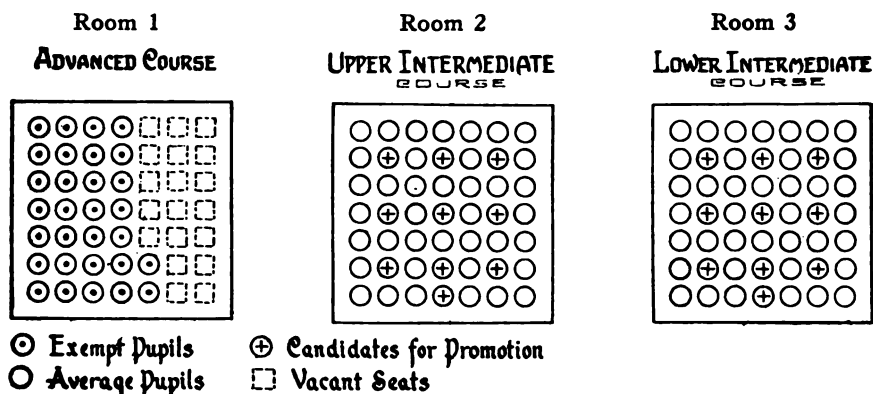 Room 1 Room 2 Room 3
ADVANCED COURSE UPPER INTERMEDIATE LOWER INTERMEDIATE
COURSE COURSE
Exempt Pupils Candidates for Promotion
Average Pupils Vacant Seats